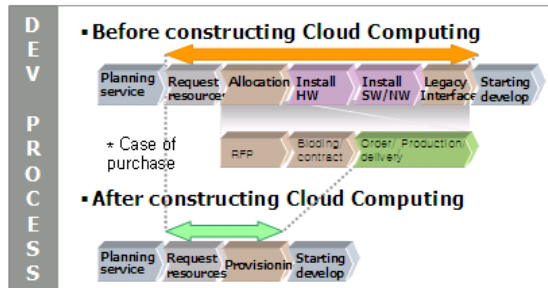 DEV PROCESS
▪ Before constructing Cloud Computing
Planning service
Request resources
Allocation
Install HW
Install SW/NW
Legacy Interface
Starting develop
* Case of purchase
RFP
Bidding/ contract
Order/ Production/ delivery
▪ After constructing Cloud Computing
Planning service
Request resources
Provisionin
Starting develop